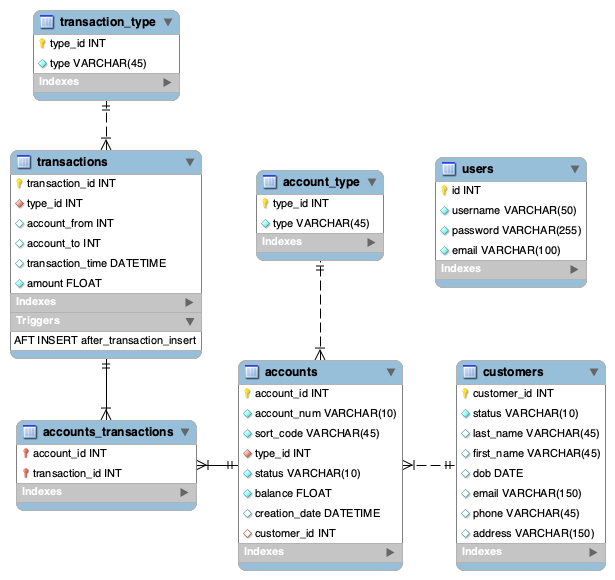 transaction_type
type_id INT
type VARCHAR(45)
Indexes
transactions
transaction_id INT
type_id INT
account_from INT
account_to INT
transaction_time DATETIME
amount FLOAT
Indexes
Triggers
AFT INSERT after_transaction_insert
account_type
type_id INT
type VARCHAR(45)
Indexes
users
id INT
username VARCHAR(50)
password VARCHAR(255)
email VARCHAR(100)
Indexes
accounts_transactions
account_id INT
transaction_id INT
Indexes
accounts
account_id INT
account_num VARCHAR(10)
sort_code VARCHAR(45)
type_id INT
status VARCHAR(10)
balance FLOAT
creation_date DATETIME
customer_id INT
Indexes
customers
customer_id INT
status VARCHAR(10)
last_name VARCHAR(45)
first_name VARCHAR(45)
dob DATE
email VARCHAR(150)
phone VARCHAR(45)
address VARCHAR(150)
Indexes